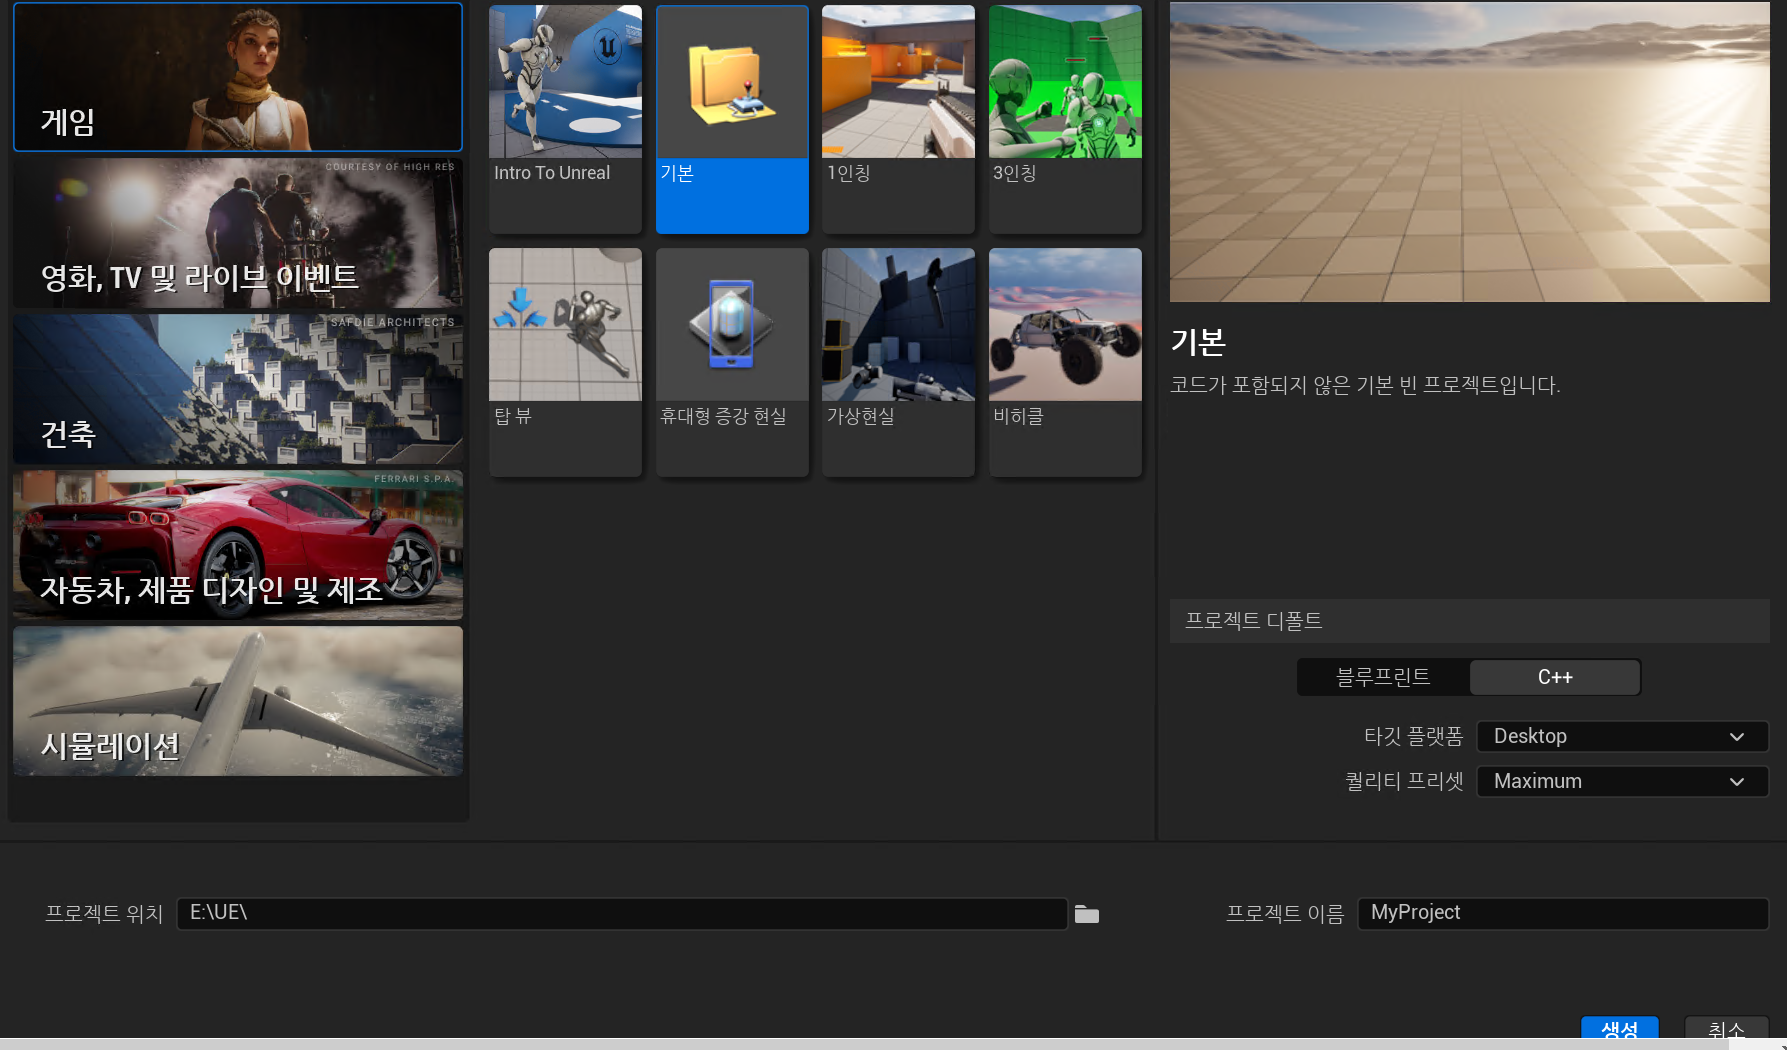 게임
COURTESY OF HIGH RES
영화, TV 및 라이브 이벤트
SAFDIE ARCHITECTS
건축
FERRARI S.P.A.
자동차, 제품 디자인 및 제조
시뮬레이션
Intro To Unreal
기본
1인칭
3인칭
탑 뷰
휴대형 증강 현실
가상현실
비히클
기본
코드가 포함되지 않은 기본 빈 프로젝트입니다.
프로젝트 디폴트
블루프린트
C++
타깃 플랫폼
Desktop
퀄리티 프리셋
Maximum
프로젝트 위치
E:\UE\
프로젝트 이름
MyProject
생성
취소